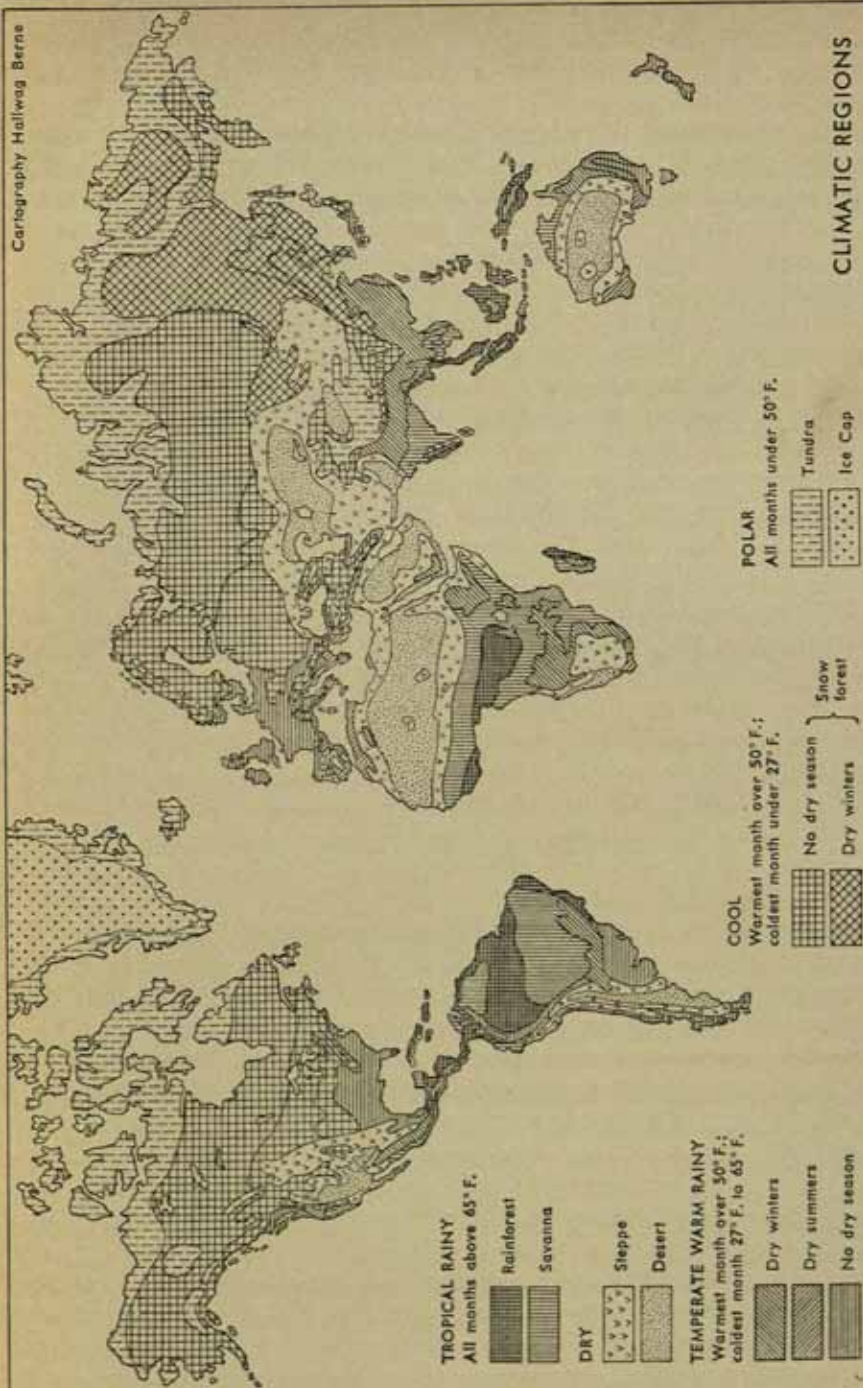 Cartography Hallwag Berne
TROPICAL RAINY
All months above 65° F.
Rainforest
Savanna
DRY
Steppe
Desert
TEMPERATE WARM RAINY
Warmest month over 50° F.;
coldest month 27° F. to 65° F.
Dry winters
Dry summers
No dry season
COOL
Warmest month over 50° F.;
coldest month under 27° F.
No dry season
Dry winters
Snow
forest
POLAR
All months under 50° F.
Tundra
Ice Cap
CLIMATIC REGIONS